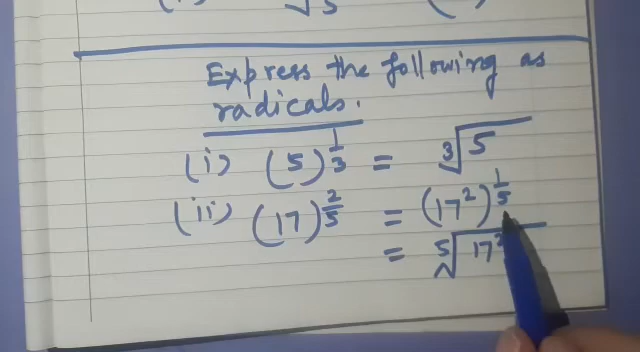 Express the following as
radicals.
(i) (5)^{1/3} = ∛5
(ii) (17)^{2/5} = (17²)^{1/5}
= ⁵√17²